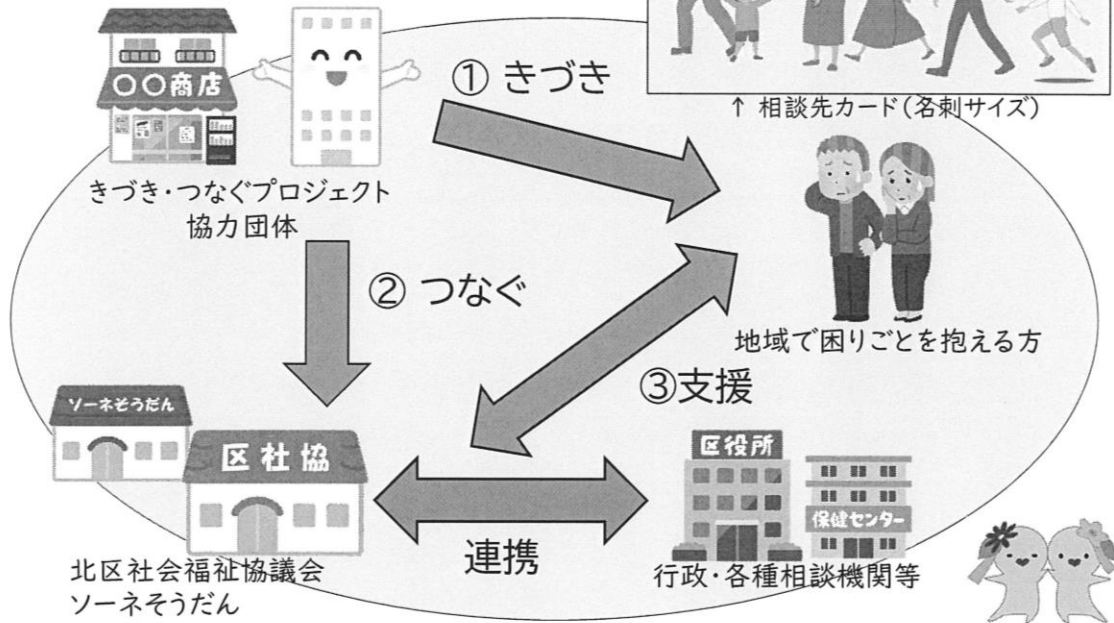 〇〇商店
① きづき
↑ 相談先カード(名刺サイズ)
きづき・つなぐプロジェクト
協力団体
② つなぐ
地域で困りごとを抱える方
③支援
ソーネそうだん
区社協
区役所
保健センター
連携
北区社会福祉協議会
ソーネそうだん
行政・各種相談機関等